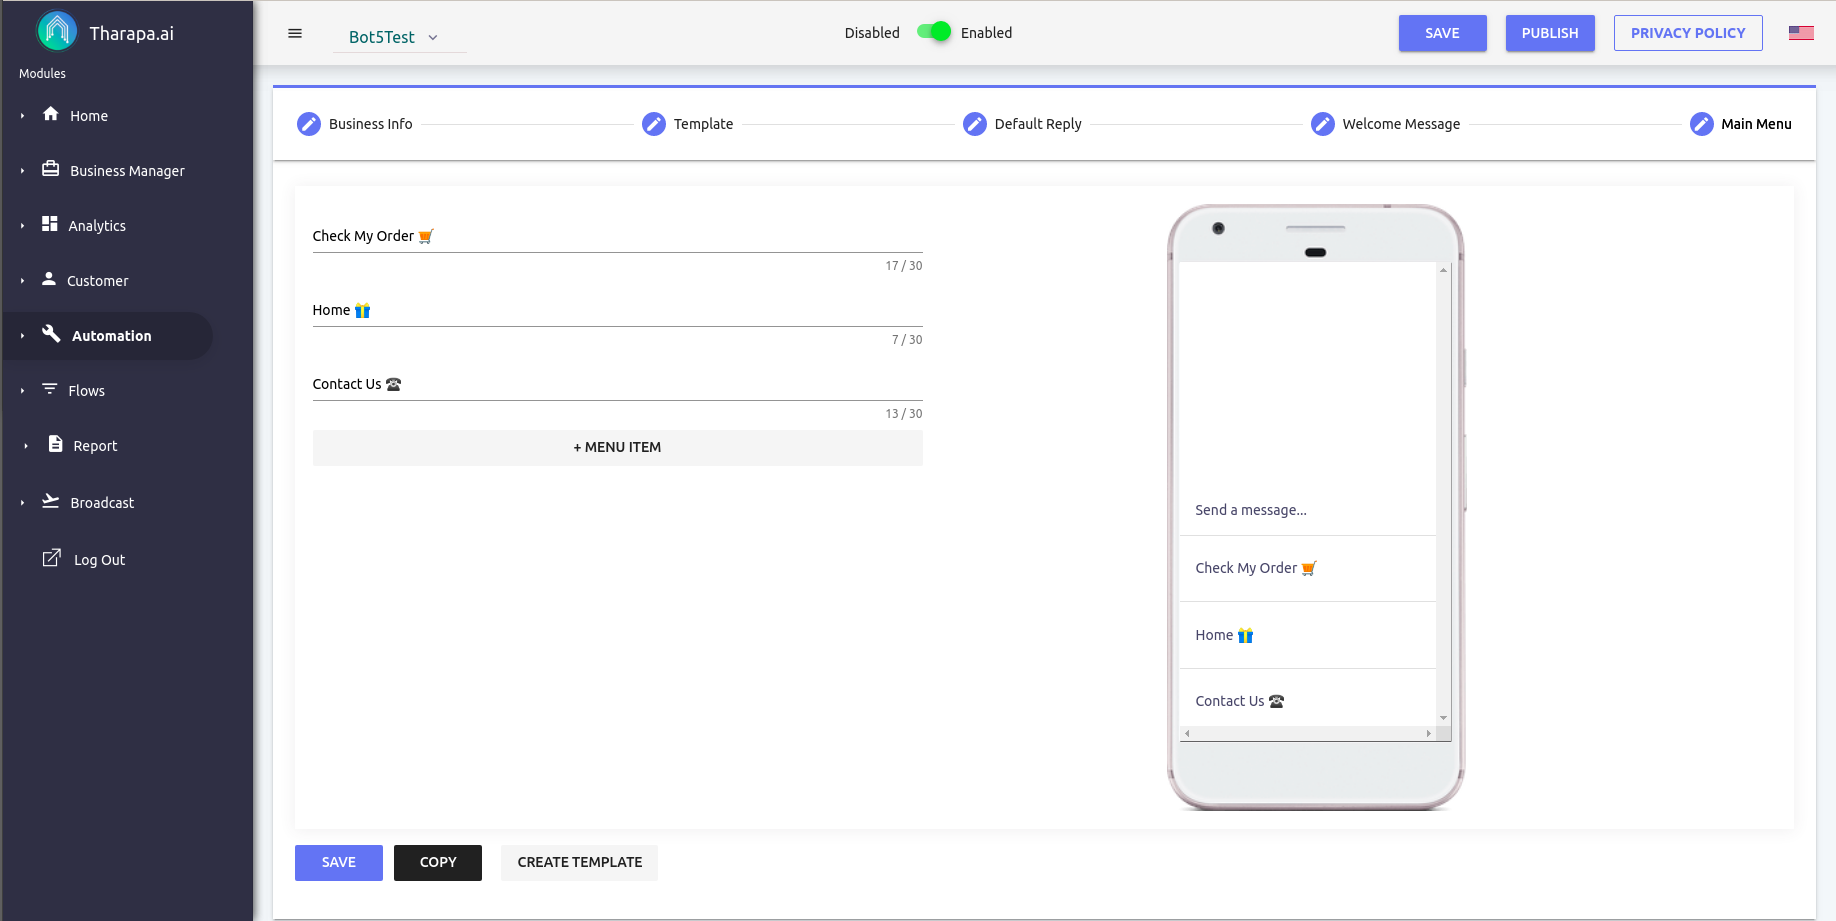 Tharapa.ai
Modules
Home
Business Manager
Analytics
Customer
Automation
Flows
Report
Broadcast
Log Out
Bot5Test
Disabled
Enabled
SAVE
PUBLISH
PRIVACY POLICY
Business Info
Template
Default Reply
Welcome Message
Main Menu
Check My Order 🛒
17 / 30
Home 🎁
7 / 30
Contact Us ☎
13 / 30
+ MENU ITEM
Send a message...
Check My Order 🛒
Home 🎁
Contact Us ☎
SAVE
COPY
CREATE TEMPLATE